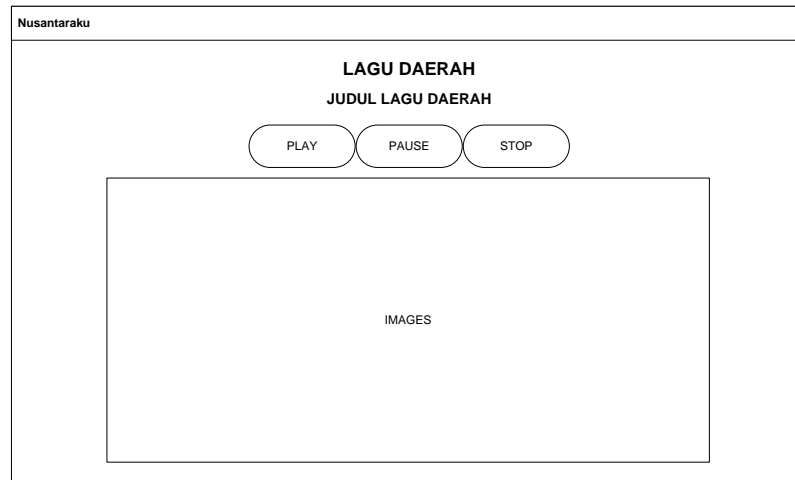 Nusantaraku
LAGU DAERAH
JUDUL LAGU DAERAH
PLAY PAUSE STOP
IMAGES